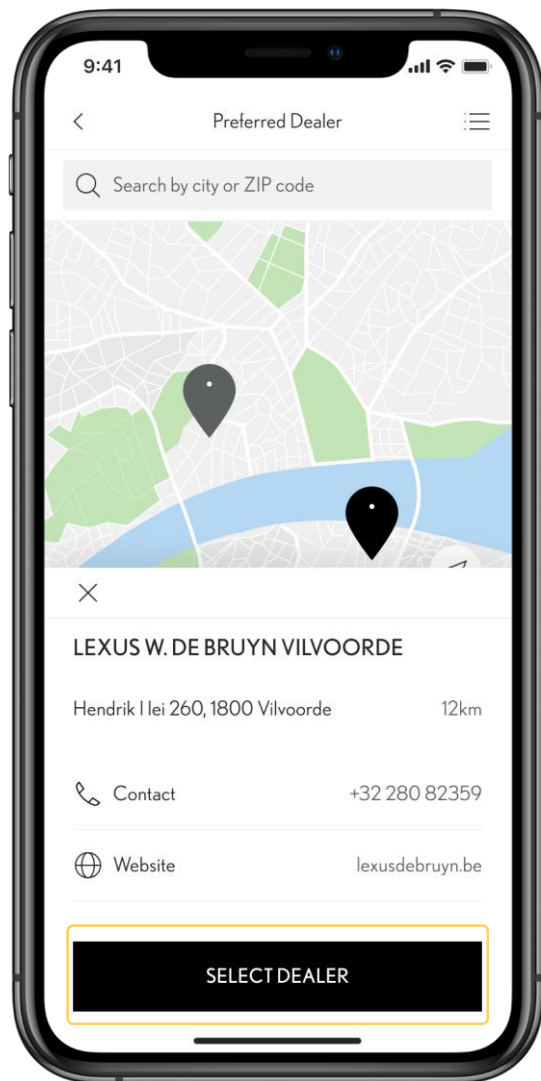 9:41
Preferred Dealer
Search by city or ZIP code
LEXUS W. DE BRUYN VILVOORDE
Hendrik I lei 260, 1800 Vilvoorde 12km
Contact +32 280 82359
Website lexusdebruyn.be
SELECT DEALER